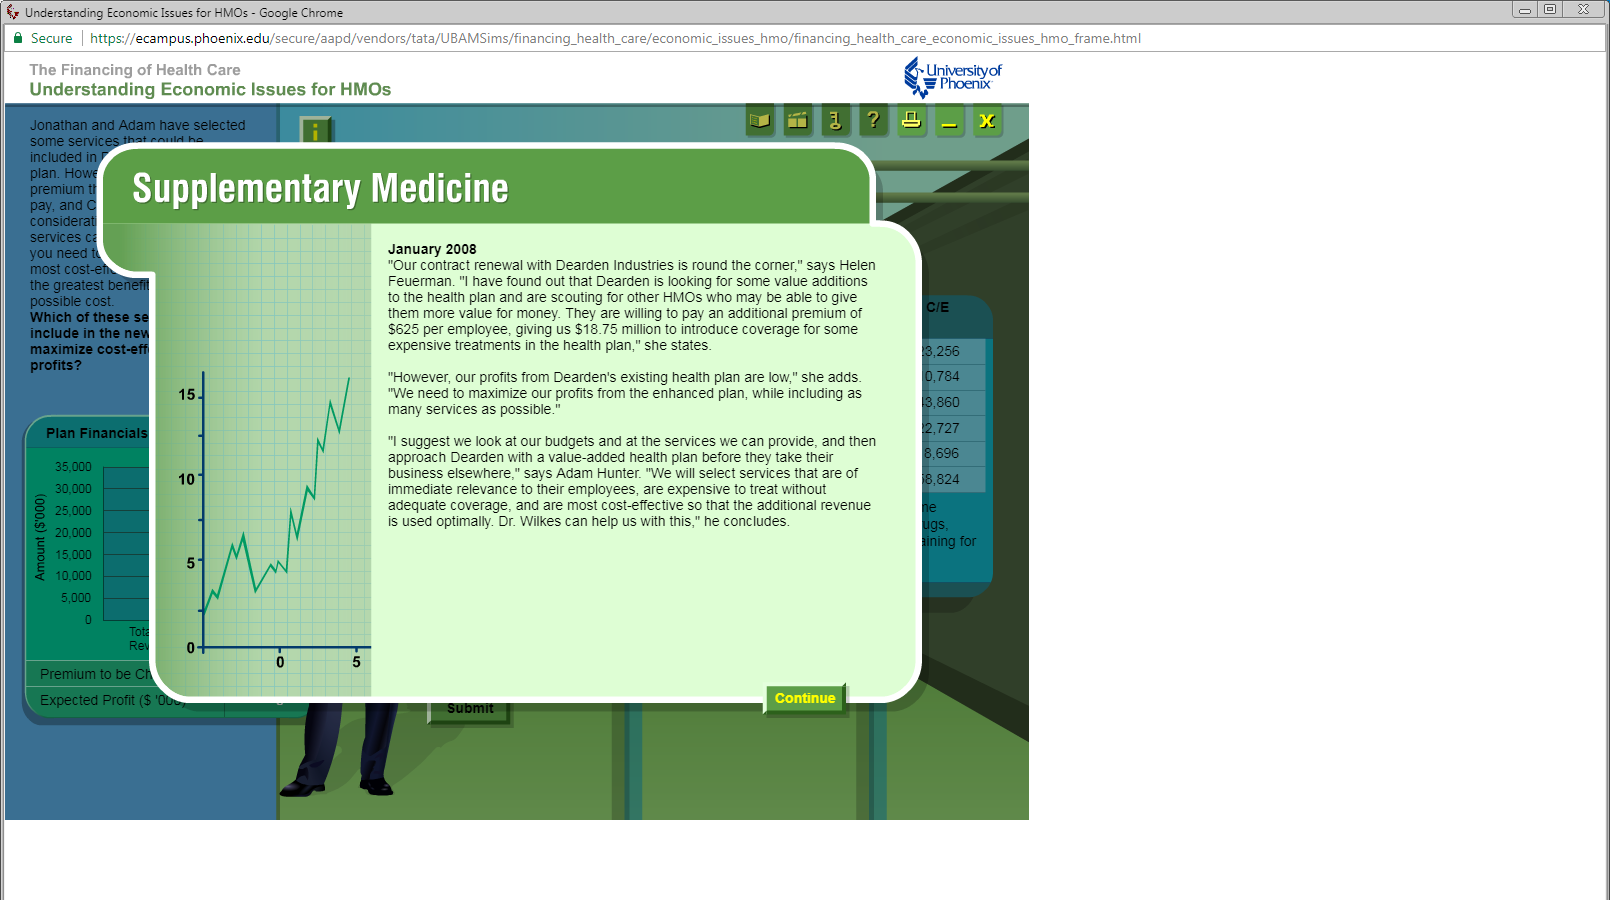 Understanding Economic Issues for HMOs - Google Chrome
Secure
https://ecampus.phoenix.edu/secure/aapd/vendors/tata/UBAMSims/financing_health_care/economic_issues_hmo/financing_health_care_economic_issues_hmo_frame.html
The Financing of Health Care
Understanding Economic Issues for HMOs
University of
Phoenix
i
?
X
Jonathan and Adam have selected
some services that could be
included in
plan. Howe
premium th
pay, and C
considerati
services ca
you need to
most cost-eff
the greatest benefit
possible cost.
Which of these se
include in the new
maximize cost-eff
profits?
Supplementary Medicine
January 2008
"Our contract renewal with Dearden Industries is round the corner," says Helen
Feuerman. "I have found out that Dearden is looking for some value additions
to the health plan and are scouting for other HMOs who may be able to give
them more value for money. They are willing to pay an additional premium of
$625 per employee, giving us $18.75 million to introduce coverage for some
expensive treatments in the health plan," she states.
"However, our profits from Dearden's existing health plan are low," she adds.
"We need to maximize our profits from the enhanced plan, while including as
many services as possible."
"I suggest we look at our budgets and at the services we can provide, and then
approach Dearden with a value-added health plan before they take their
business elsewhere," says Adam Hunter. "We will select services that are of
immediate relevance to their employees, are expensive to treat without
adequate coverage, and are most cost-effective so that the additional revenue
is used optimally. Dr. Wilkes can help us with this," he concludes.
15
10
5
0
0 5
Continue
Plan Financials
Amount ($'000)
35,000
30,000
25,000
20,000
15,000
10,000
5,000
0
Tota
Rev
Premium to be Ch
Expected Profit ($ '000)
Submit
C/E
3,256
0,784
3,860
2,727
8,696
8,824
ne
ugs,
aining for